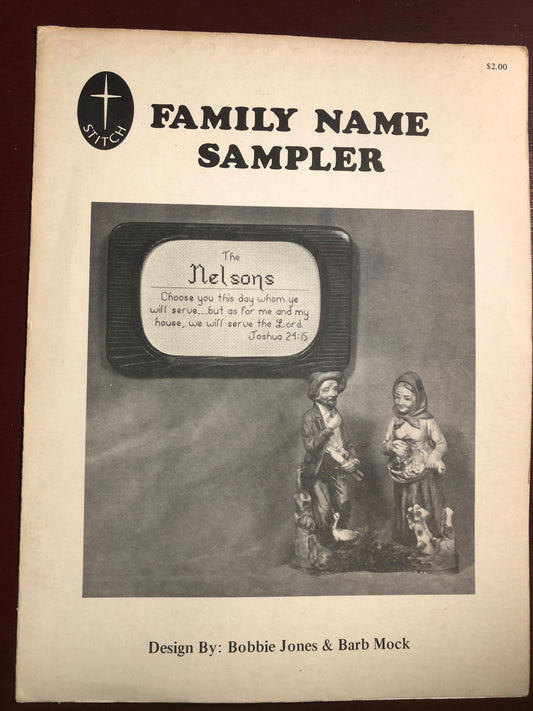 $2.00
STITCH
FAMILY NAME
SAMPLER
The
Nelsons
Choose you this day whom ye
will serve...but as for me and my
house, we will serve the Lord.
Joshua 24:15
Design By: Bobbie Jones & Barb Mock